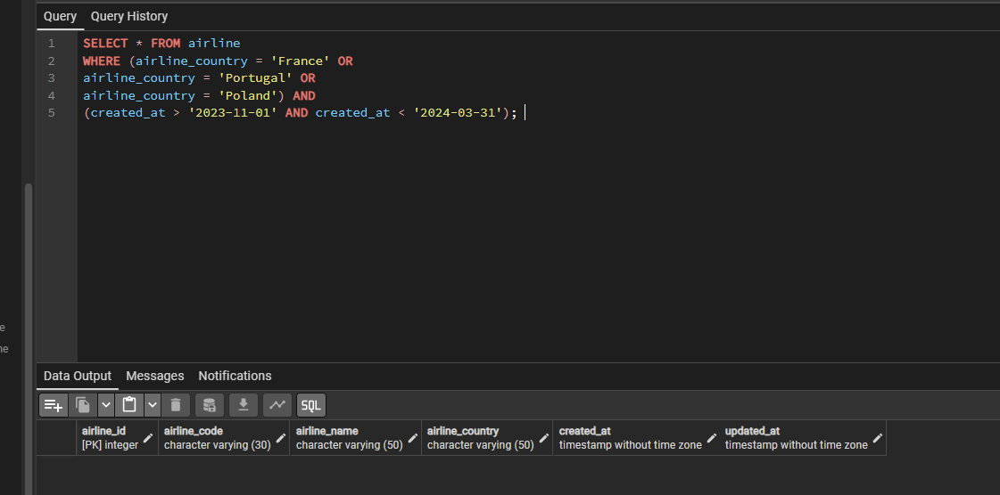 Query Query History
1 SELECT * FROM airline
2 WHERE (airline_country = 'France' OR
3 airline_country = 'Portugal' OR
4 airline_country = 'Poland') AND
5 (created_at > '2023-11-01' AND created_at < '2024-03-31');
e
ne
Data Output Messages Notifications
SQL
airline_id airline_code airline_name airline_country created_at updated_at
[PK] integer character varying (30) character varying (50) character varying (50) timestamp without time zone timestamp without time zone